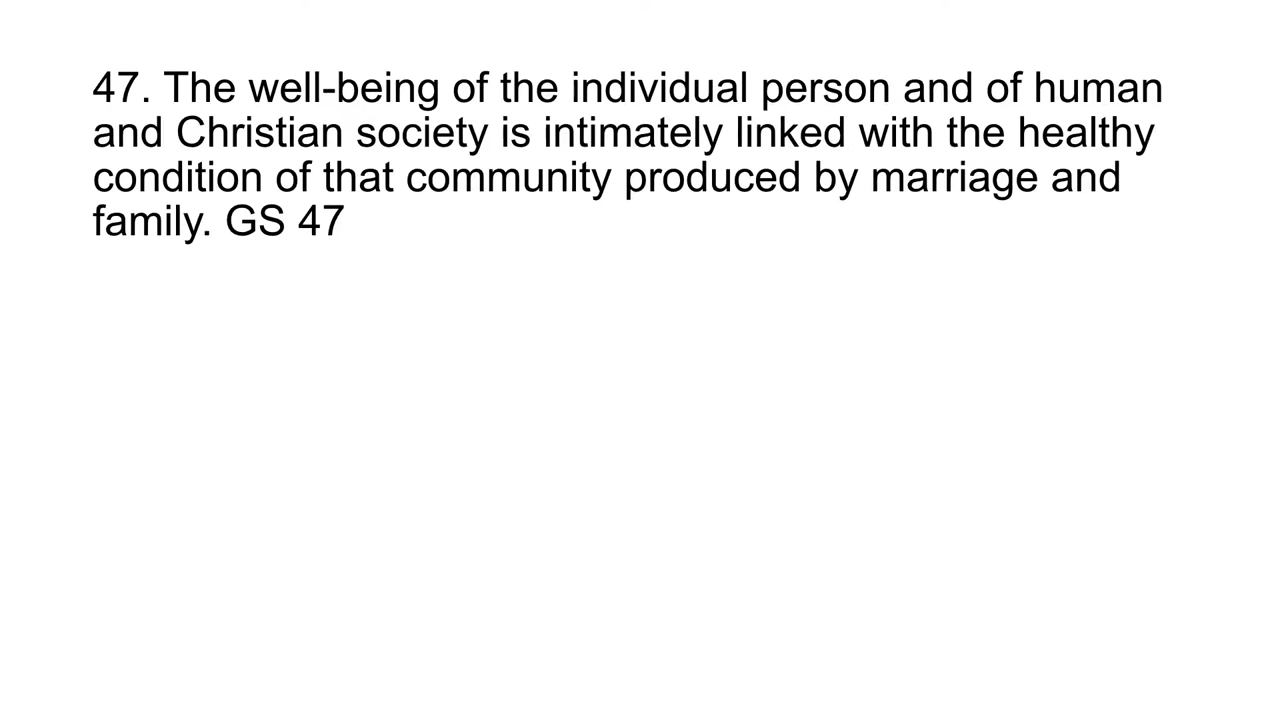 47. The well-being of the individual person and of human
and Christian society is intimately linked with the healthy
condition of that community produced by marriage and
family. GS 47